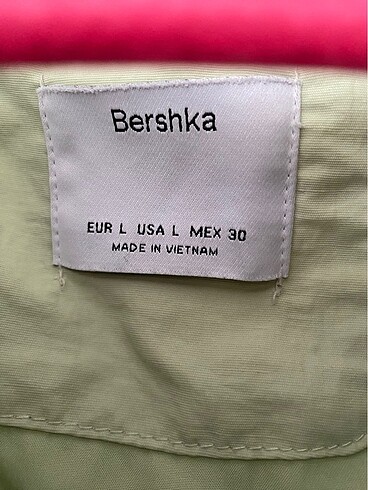 Bershka
EUR L USA L MEX 30
MADE IN VIETNAM